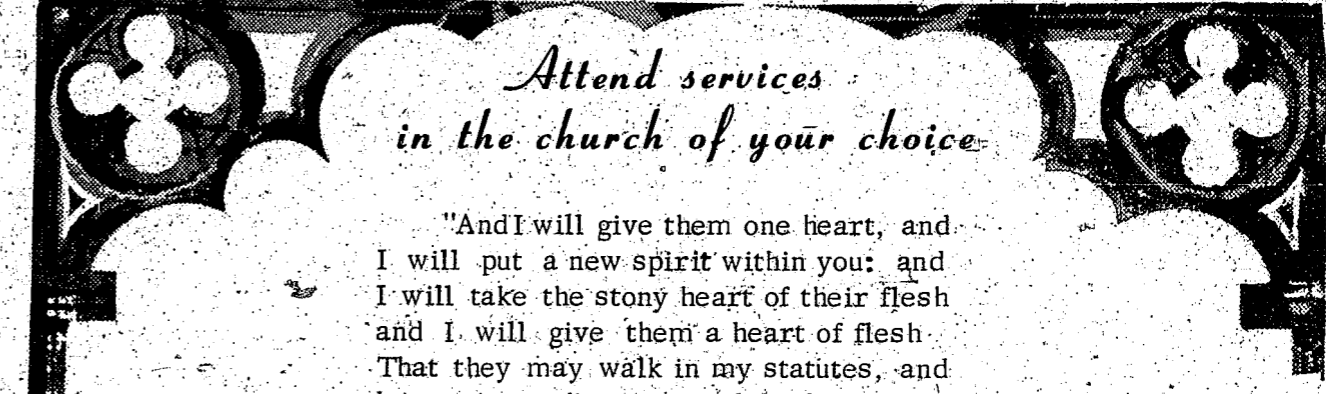 Attend services
in the church of your choice
"And I will give them one heart, and
I will put a new spirit within you: and
I will take the stony heart of their flesh
and I will give them a heart of flesh
That they may walk in my statutes, and